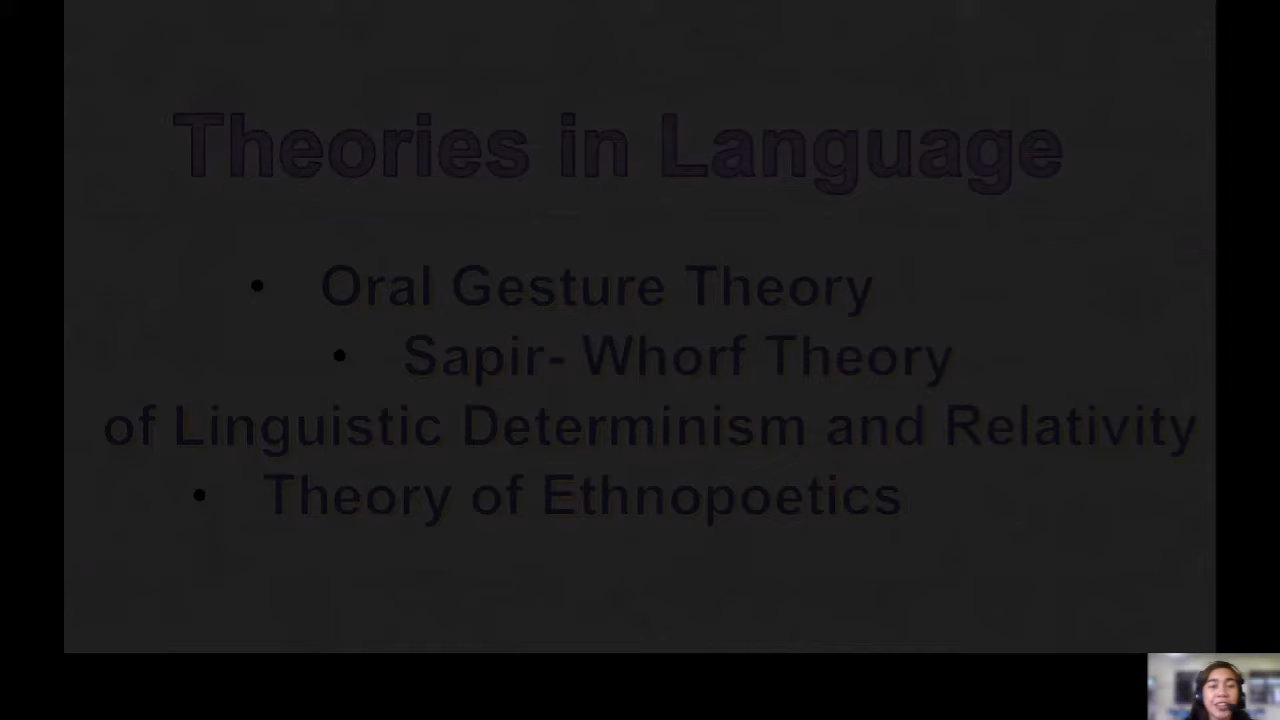 Theories in Language
• Oral Gesture Theory
• Sapir- Whorf Theory
of Linguistic Determinism and Relativity
• Theory of Ethnopoetics